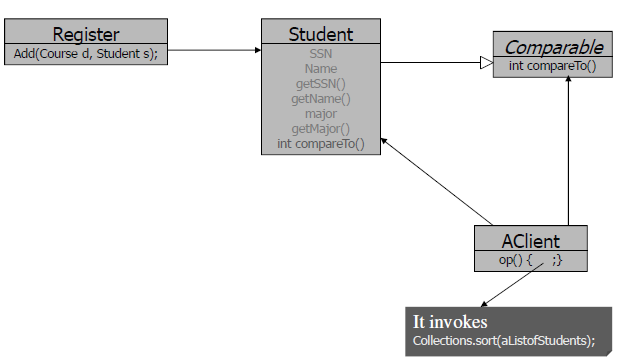 Register
Add(Course d, Student s);
Student
SSN
Name
getSSN()
getName()
major
getMajor()
int compareTo()
Comparable
int compareTo()
AClient
op() { ;}
It invokes
Collections.sort(aListofStudents);